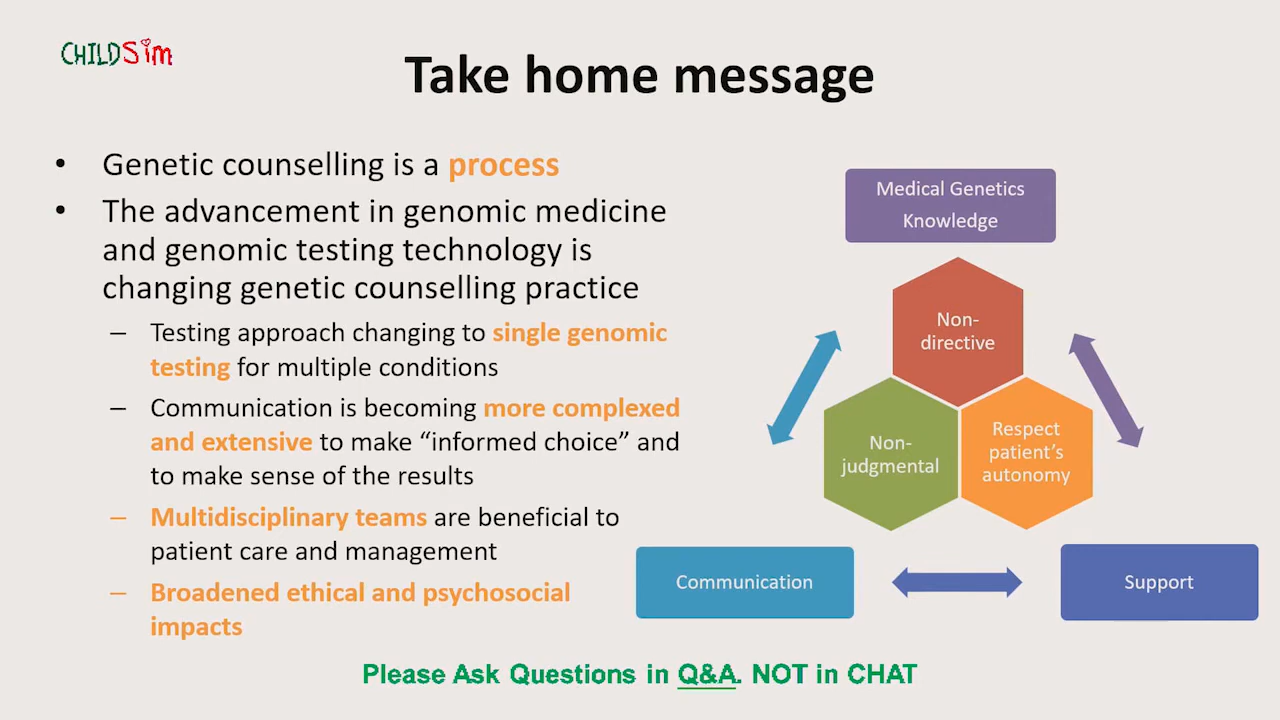 CHILDSim
Take home message
• Genetic counselling is a process
• The advancement in genomic medicine
and genomic testing technology is
changing genetic counselling practice
– Testing approach changing to single genomic
testing for multiple conditions
– Communication is becoming more complexed
and extensive to make “informed choice” and
to make sense of the results
– Multidisciplinary teams are beneficial to
patient care and management
– Broadened ethical and psychosocial
impacts
Medical Genetics
Knowledge
Non-
directive
Non-
judgmental
Respect
patient’s
autonomy
Communication
Support
Please Ask Questions in Q&A. NOT in CHAT